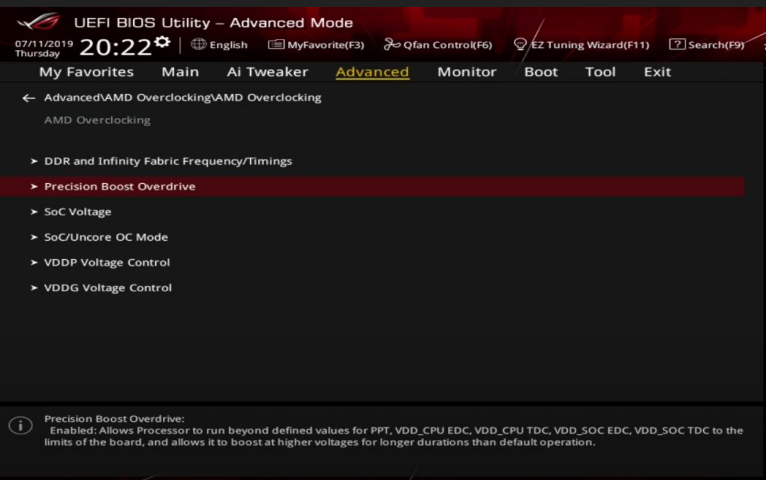 UEFI BIOS Utility – Advanced Mode
07/11/2019 Thursday 20:22 English MyFavorite(F3) Qfan Control(F6) EZ Tuning Wizard(F11) ? Search(F9)
My Favorites Main Ai Tweaker Advanced Monitor Boot Tool Exit
← Advanced\AMD Overclocking\AMD Overclocking
AMD Overclocking
➤ DDR and Infinity Fabric Frequency/Timings
➤ Precision Boost Overdrive
➤ SoC Voltage
➤ SoC/Uncore OC Mode
➤ VDDP Voltage Control
➤ VDDG Voltage Control
Precision Boost Overdrive:
Enabled: Allows Processor to run beyond defined values for PPT, VDD_CPU EDC, VDD_CPU TDC, VDD_SOC EDC, VDD_SOC TDC to the
limits of the board, and allows it to boost at higher voltages for longer durations than default operation.